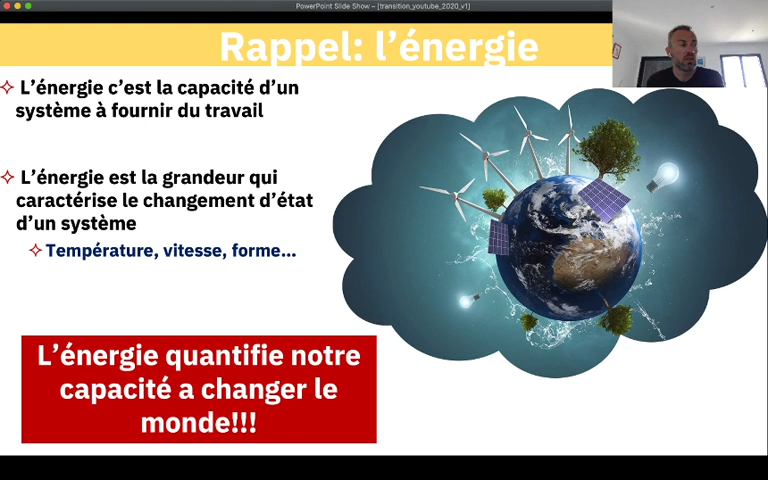 PowerPoint Slide Show – [transition_youtube_2020_v1]
Rappel: l’énergie
L’énergie c’est la capacité d’un
système à fournir du travail
L’énergie est la grandeur qui
caractérise le changement d’état
d’un système
Température, vitesse, forme...
L’énergie quantifie notre
capacité a changer le
monde!!!